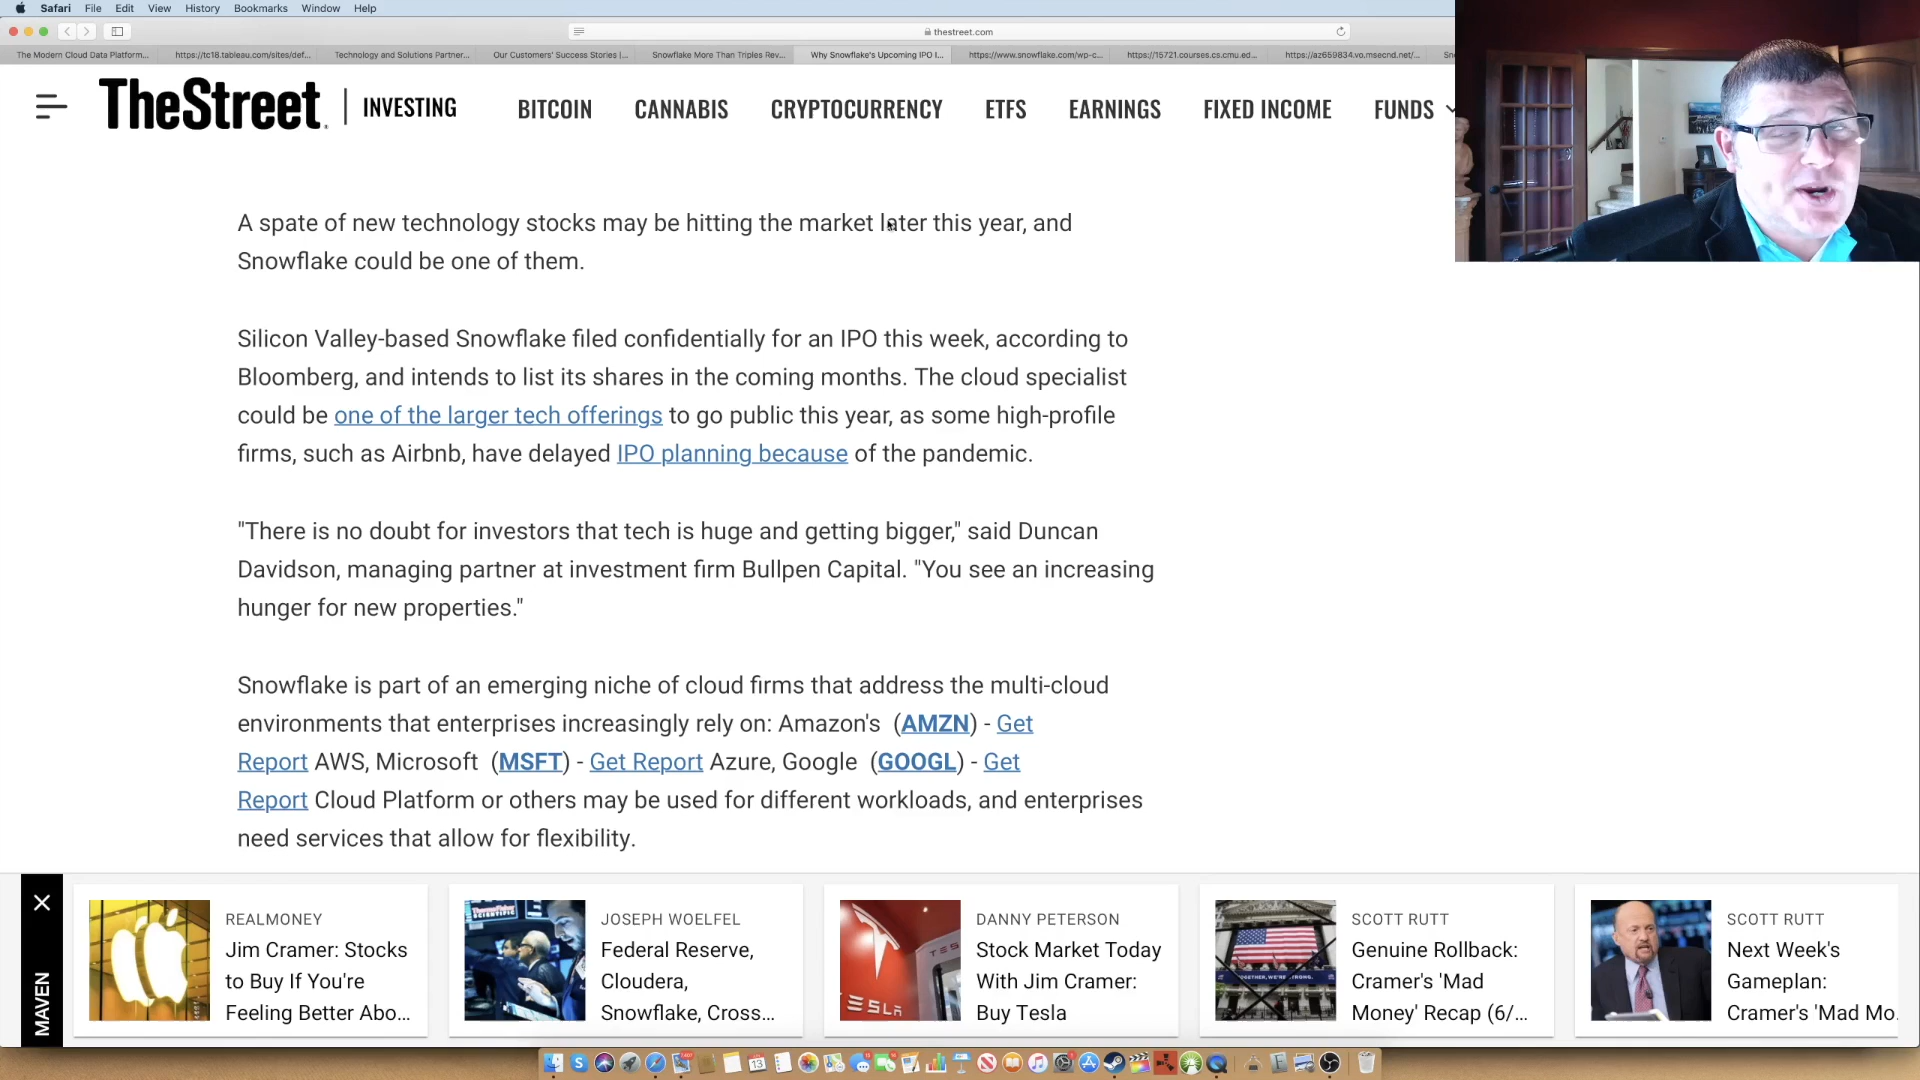 Safari File Edit View History Bookmarks Window Help
thestreet.com
The Modern Cloud Data Platform... https://tc18.tableau.com/sites/def... Technology and Solutions Partner... Our Customers' Success Stories |... Snowflake More Than Triples Rev... Why Snowflake's Upcoming IPO I... https://www.snowflake.com/wp-c... https://15721.courses.cs.cmu.ed... https://az659834.vo.msecnd.net/...
TheStreet INVESTING BITCOIN CANNABIS CRYPTOCURRENCY ETFS EARNINGS FIXED INCOME FUNDS
A spate of new technology stocks may be hitting the market later this year, and
Snowflake could be one of them.
Silicon Valley-based Snowflake filed confidentially for an IPO this week, according to
Bloomberg, and intends to list its shares in the coming months. The cloud specialist
could be one of the larger tech offerings to go public this year, as some high-profile
firms, such as Airbnb, have delayed IPO planning because of the pandemic.
"There is no doubt for investors that tech is huge and getting bigger," said Duncan
Davidson, managing partner at investment firm Bullpen Capital. "You see an increasing
hunger for new properties."
Snowflake is part of an emerging niche of cloud firms that address the multi-cloud
environments that enterprises increasingly rely on: Amazon's (AMZN) - Get
Report AWS, Microsoft (MSFT) - Get Report Azure, Google (GOOGL) - Get
Report Cloud Platform or others may be used for different workloads, and enterprises
need services that allow for flexibility.
MAVEN
REALMONEY
Jim Cramer: Stocks
to Buy If You're
Feeling Better Abo...
JOSEPH WOELFEL
Federal Reserve,
Cloudera,
Snowflake, Cross...
DANNY PETERSON
Stock Market Today
With Jim Cramer:
Buy Tesla
SCOTT RUTT
Genuine Rollback:
Cramer's 'Mad
Money' Recap (6/...
SCOTT RUTT
Next Week's
Gameplan:
Cramer's 'Mad Mo